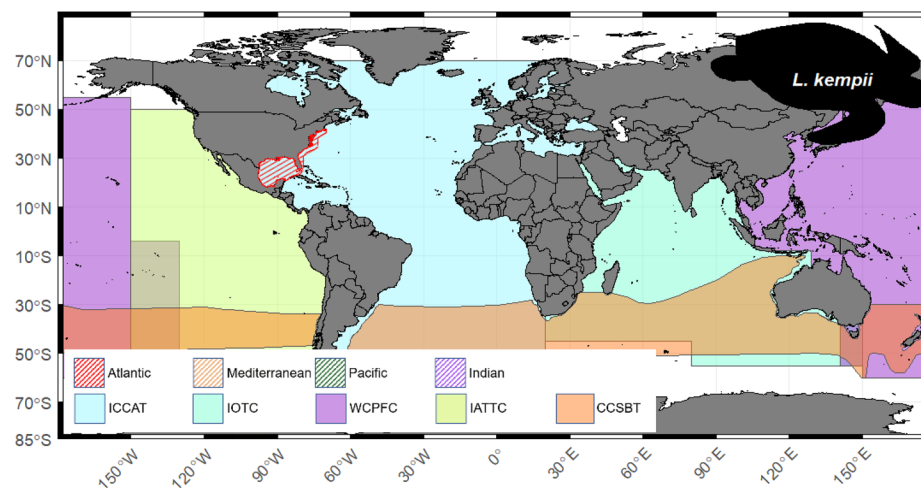 L. kempii
70°N
50°N
30°N
10°N
10°S
30°S
50°S
70°S
85°S
Atlantic Mediterranean Pacific Indian
ICCAT IOTC WCPFC IATTC CCSBT
150°W 120°W 90°W 60°W 30°W 0° 30°E 60°E 90°E 120°E 150°E